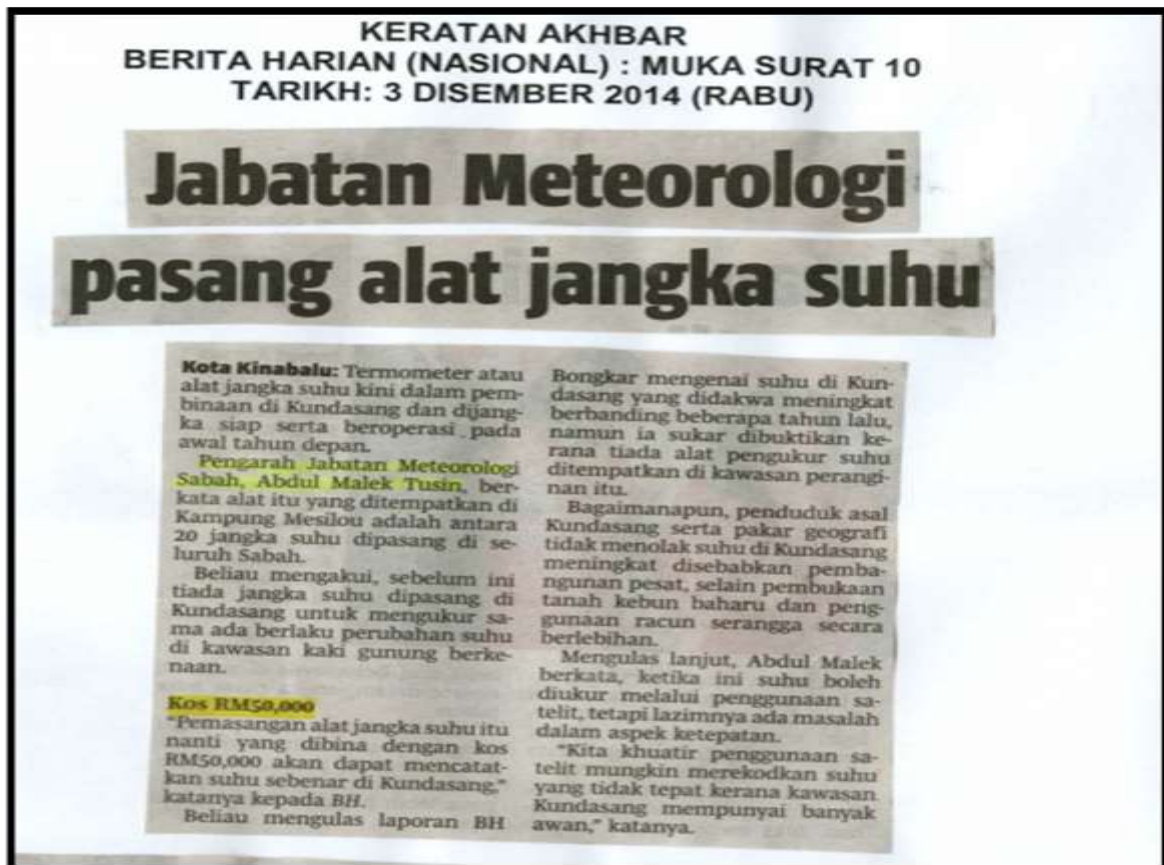 KERATAN AKHBAR
BERITA HARIAN (NASIONAL) : MUKA SURAT 10
TARIKH: 3 DISEMBER 2014 (RABU)
Jabatan Meteorologi
pasang alat jangka suhu
Kota Kinabalu: Termometer atau
alat jangka suhu kini dalam pem-
binaan di Kundasang dan dijang-
ka siap serta beroperasi pada
awal tahun depan.
Pengarah Jabatan Meteorologi
Sabah, Abdul Malek Tusin, ber-
kata alat itu yang ditempatkan di
Kampung Mesilou adalah antara
20 jangka suhu dipasang di se-
luruh Sabah.
Beliau mengakui, sebelum ini
tiada jangka suhu dipasang di
Kundasang untuk mengukur sa-
ma ada berlaku perubahan suhu
di kawasan kaki gunung berke-
naan.
Kos RM50,000
"Pemasangan alat jangka suhu itu
nanti yang dibina dengan kos
RM50,000 akan dapat mencatat-
kan suhu sebenar di Kundasang,"
katanya kepada BH.
Beliau mengulas laporan BH
Bongkar mengenai suhu di Kun-
dasang yang didakwa meningkat
berbanding beberapa tahun lalu,
namun ia sukar dibuktikan ke-
rana tiada alat pengukur suhu
ditempatkan di kawasan perangi-
nan itu.
Bagaimanapun, penduduk asal
Kundasang serta pakar geografi
tidak menolak suhu di Kundasang
meningkat disebabkan pemba-
ngunan pesat, selain pembukaan
tanah kebun baharu dan peng-
gunaan racun serangga secara
berlebihan.
Mengulas lanjut, Abdul Malek
berkata, ketika ini suhu boleh
diukur melalui penggunaan sa-
telit, tetapi lazimnya ada masalah
dalam aspek ketepatan.
"Kita khuatir penggunaan sa-
telit mungkin merekodkan suhu
yang tidak tepat kerana kawasan
Kundasang mempunyai banyak
awan," katanya.